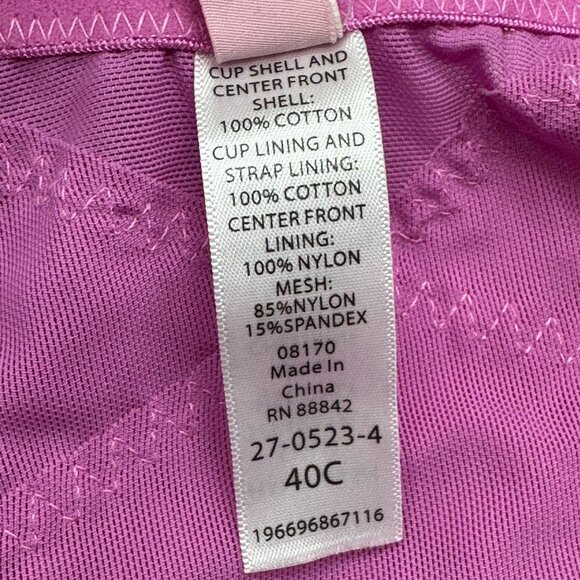 CUP SHELL AND
CENTER FRONT
SHELL:
100% COTTON
CUP LINING AND
STRAP LINING:
100% COTTON
CENTER FRONT
LINING:
100% NYLON
MESH:
85%NYLON
15%SPANDEX
08170
Made In
China
RN 88842
27-0523-4
40C
196696867116